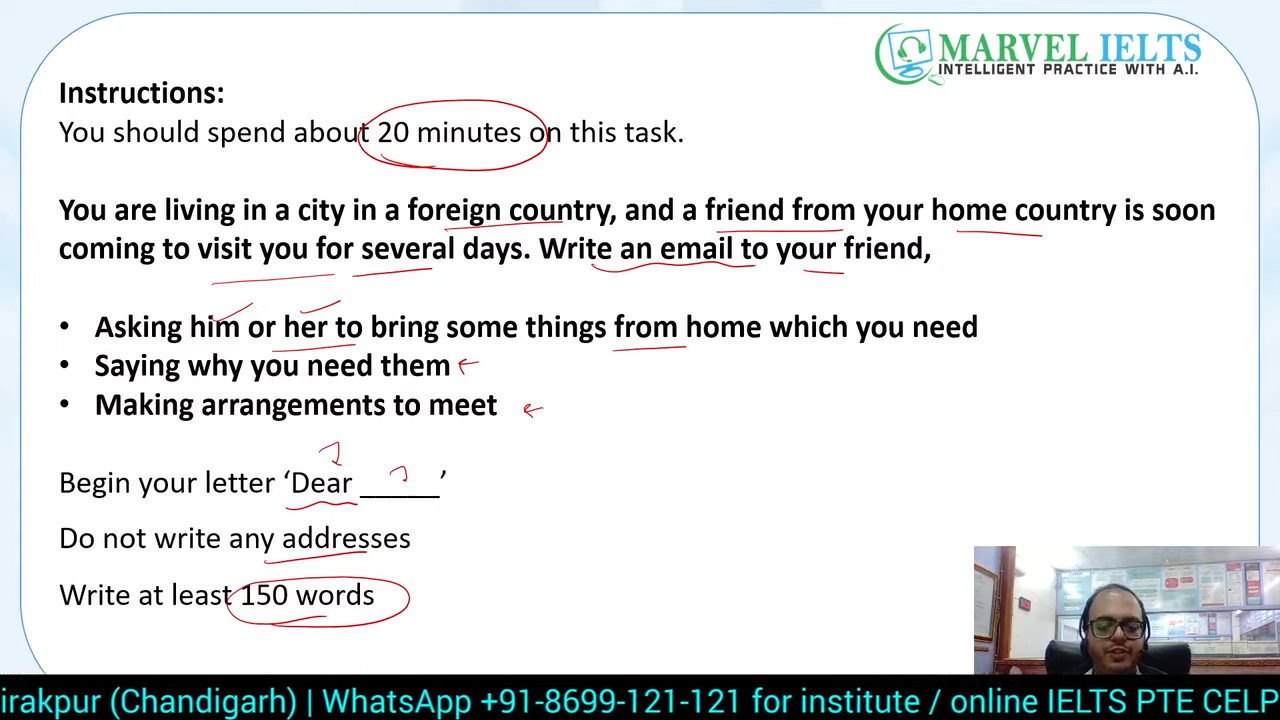 MARVEL IELTS
INTELLIGENT PRACTICE WITH A.I.
Instructions:
You should spend about 20 minutes on this task.
You are living in a city in a foreign country, and a friend from your home country is soon
coming to visit you for several days. Write an email to your friend,
• Asking him or her to bring some things from home which you need
• Saying why you need them
• Making arrangements to meet
Begin your letter ‘Dear _____’
Do not write any addresses
Write at least 150 words
irakpur (Chandigarh) | WhatsApp +91-8699-121-121 for institute / online IELTS PTE CELP